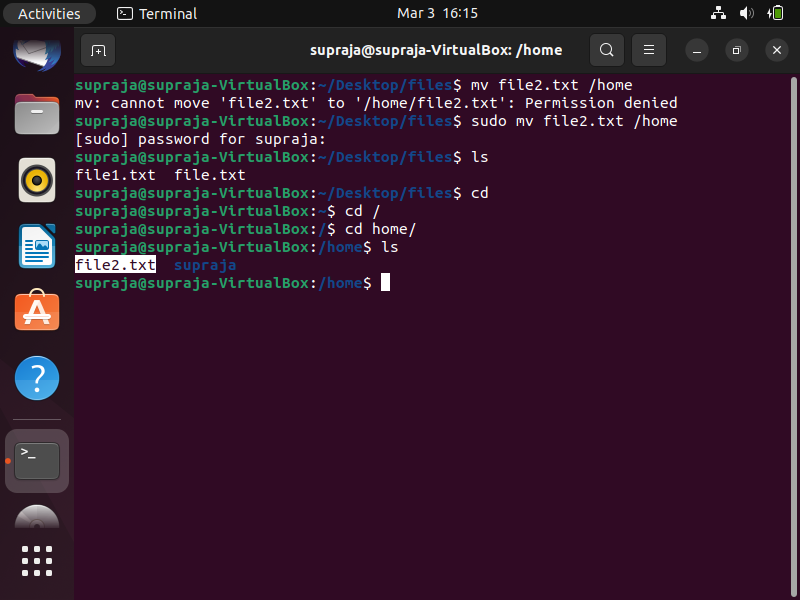 Activities
Terminal
Mar 3 16:15
supraja@supraja-VirtualBox: /home
supraja@supraja-VirtualBox:~/Desktop/files$ mv file2.txt /home
mv: cannot move 'file2.txt' to '/home/file2.txt': Permission denied
supraja@supraja-VirtualBox:~/Desktop/files$ sudo mv file2.txt /home
[sudo] password for supraja:
supraja@supraja-VirtualBox:~/Desktop/files$ ls
file1.txt  file.txt
supraja@supraja-VirtualBox:~/Desktop/files$ cd
supraja@supraja-VirtualBox:~$ cd /
supraja@supraja-VirtualBox:/$ cd home/
supraja@supraja-VirtualBox:/home$ ls
file2.txt  supraja
supraja@supraja-VirtualBox:/home$